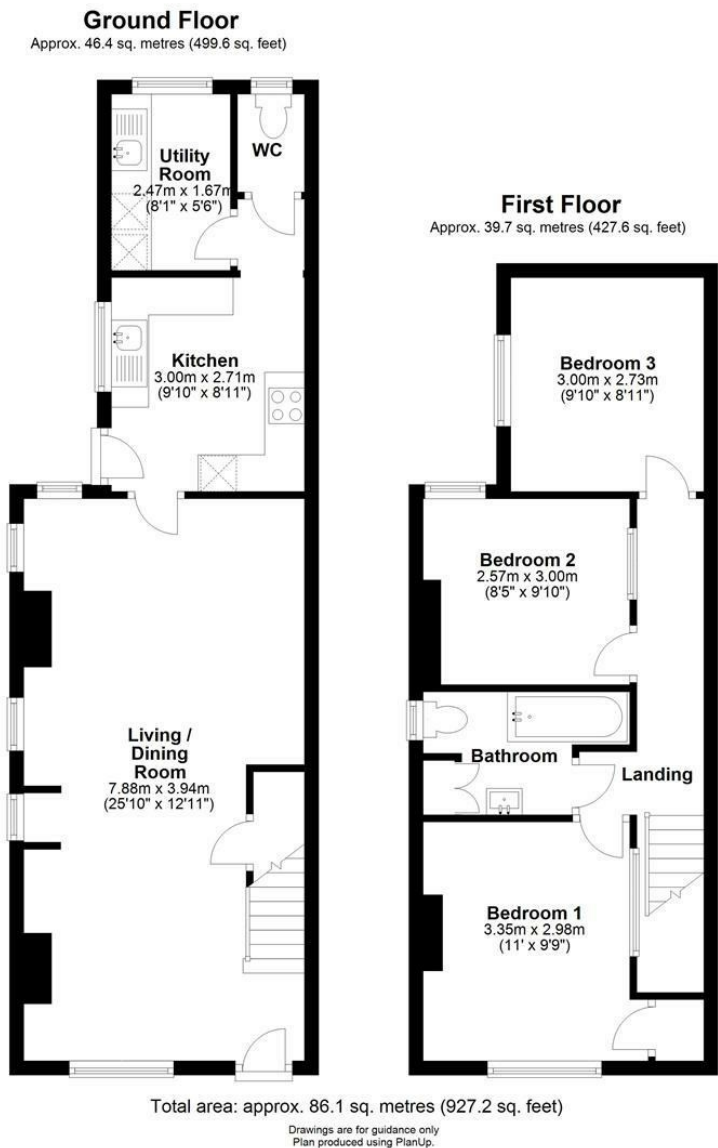 Ground Floor
Approx. 46.4 sq. metres (499.6 sq. feet)
Utility
Room
2.47m x 1.67m
(8'1" x 5'6")
WC
Kitchen
3.00m x 2.71m
(9'10" x 8'11")
Living /
Dining
Room
7.88m x 3.94m
(25'10" x 12'11")
First Floor
Approx. 39.7 sq. metres (427.6 sq. feet)
Bedroom 3
3.00m x 2.73m
(9'10" x 8'11")
Bedroom 2
2.57m x 3.00m
(8'5" x 9'10")
Bathroom
Landing
Bedroom 1
3.35m x 2.98m
(11' x 9'9")
Total area: approx. 86.1 sq. metres (927.2 sq. feet)
Drawings are for guidance only
Plan produced using PlanUp.